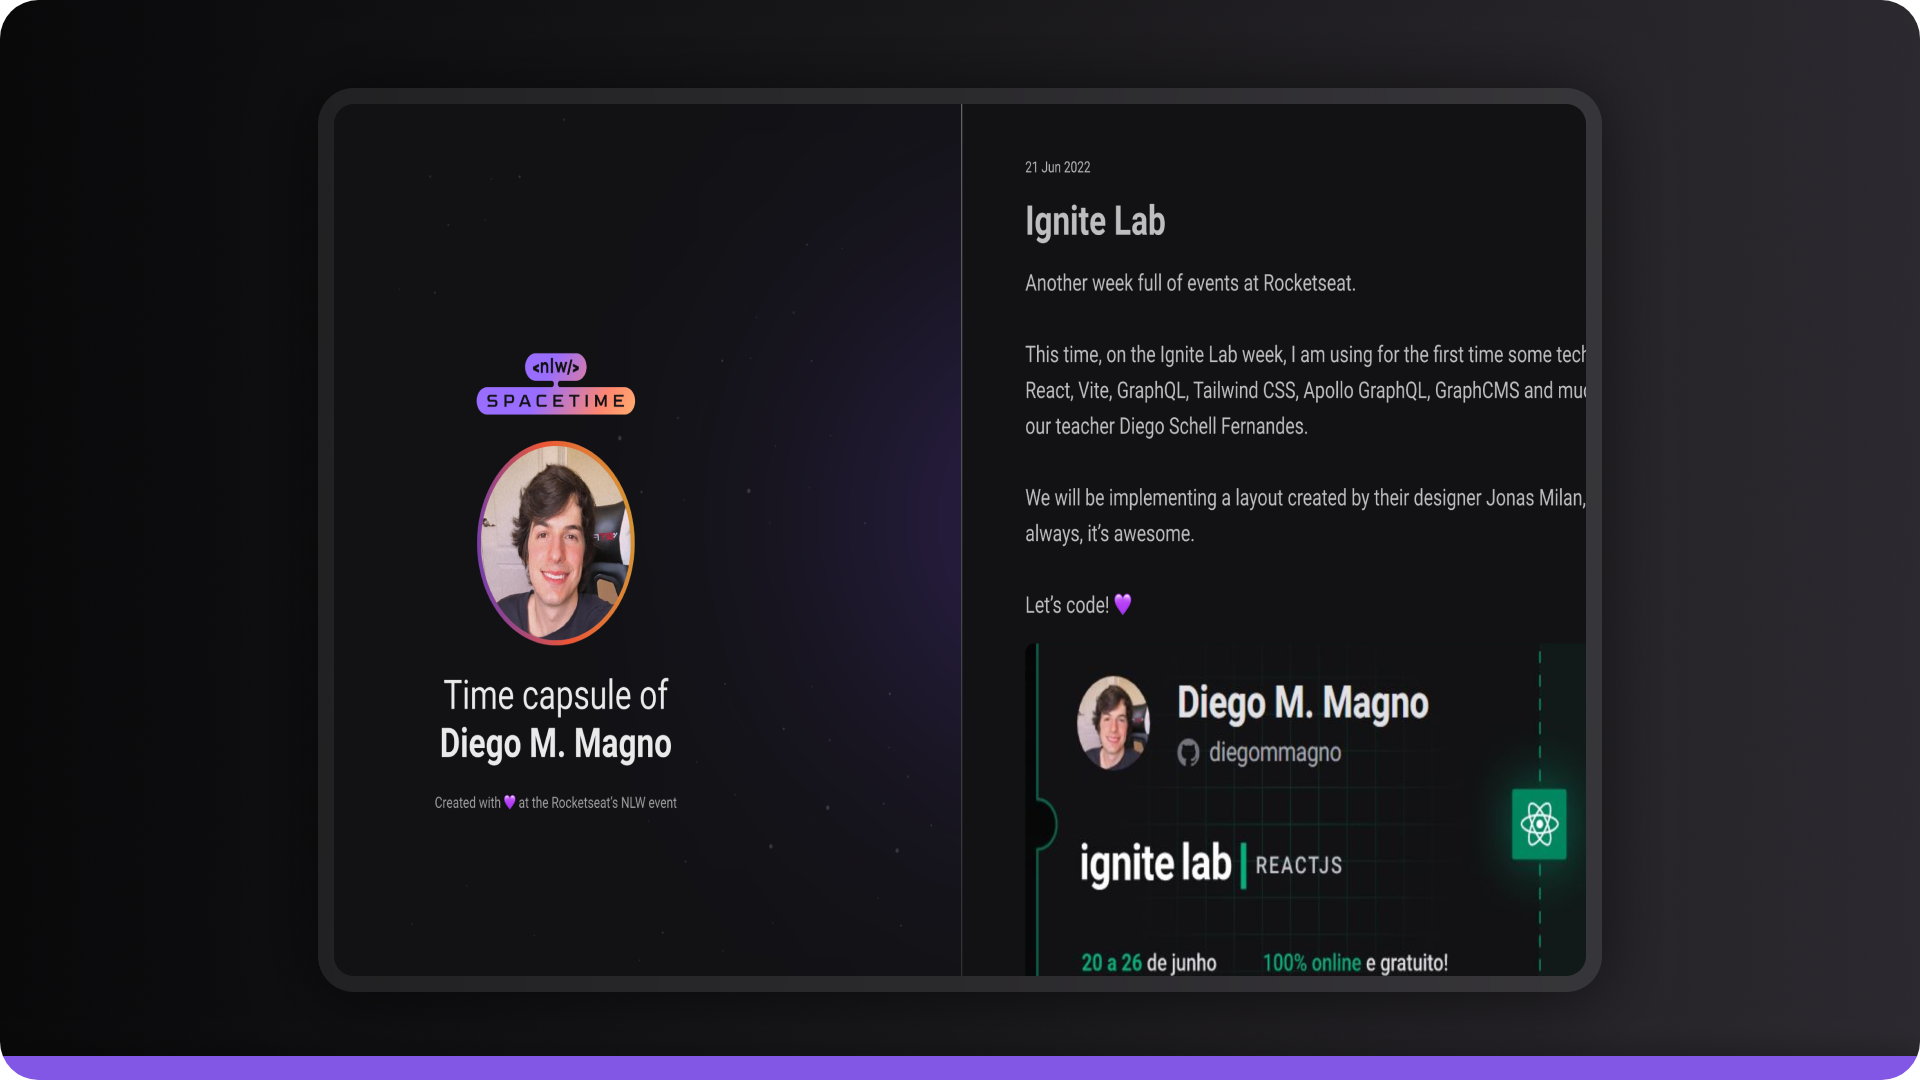 <nlw/>
SPACETIME
Time capsule of
Diego M. Magno
Created with 💜 at the Rocketseat’s NLW event
21 Jun 2022
Ignite Lab
Another week full of events at Rocketseat.
This time, on the Ignite Lab week, I am using for the first time some tech
React, Vite, GraphQL, Tailwind CSS, Apollo GraphQL, GraphCMS and muc
our teacher Diego Schell Fernandes.
We will be implementing a layout created by their designer Jonas Milan,
always, it’s awesome.
Let’s code! 💜
Diego M. Magno
diegommagno
ignite lab | REACTJS
20 a 26 de junho
100% online e gratuito!